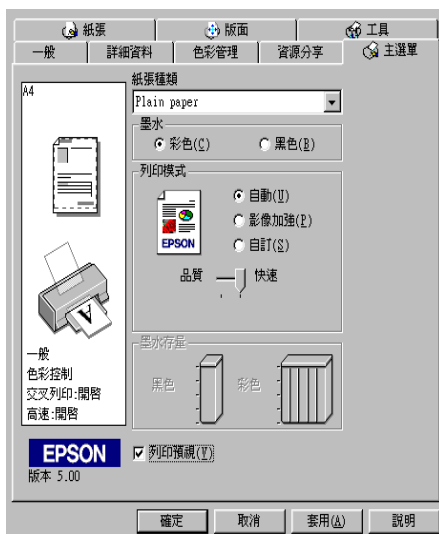 紙張 版面 工具
一般 詳細資料 色彩管理 資源分享 主選單
A4
紙張種類
Plain paper
墨水
彩色(C) 黑色(B)
列印模式
自動(U)
影像加強(P)
自訂(S)
EPSON
品質 快速
A
一般
色彩控制
交叉列印:開啓
高速:開啓
墨水存量
黑色 彩色
EPSON
版本 5.00
列印預視(V)
確定 取消 套用(A) 說明